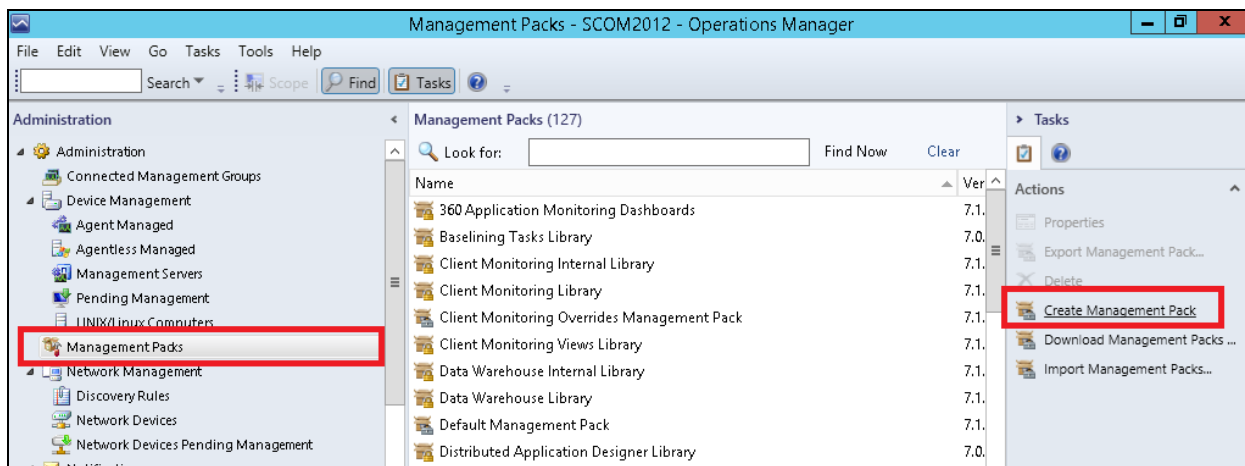 Management Packs - SCOM2012 - Operations Manager
File Edit View Go Tasks Tools Help
Search Scope Find Tasks
Administration
Administration
Connected Management Groups
Device Management
Agent Managed
Agentless Managed
Management Servers
Pending Management
UNIX/Linux Computers
Management Packs
Network Management
Discovery Rules
Network Devices
Network Devices Pending Management
Management Packs (127)
Look for: Find Now Clear
Name Ver
360 Application Monitoring Dashboards 7.1.
Baselining Tasks Library 7.0.
Client Monitoring Internal Library 7.1.
Client Monitoring Library 7.1.
Client Monitoring Overrides Management Pack 7.1.
Client Monitoring Views Library 7.1.
Data Warehouse Internal Library 7.1.
Data Warehouse Library 7.1.
Default Management Pack 7.1.
Distributed Application Designer Library 7.0.
Tasks
Actions
Properties
Export Management Pack...
Delete
Create Management Pack
Download Management Packs ...
Import Management Packs...